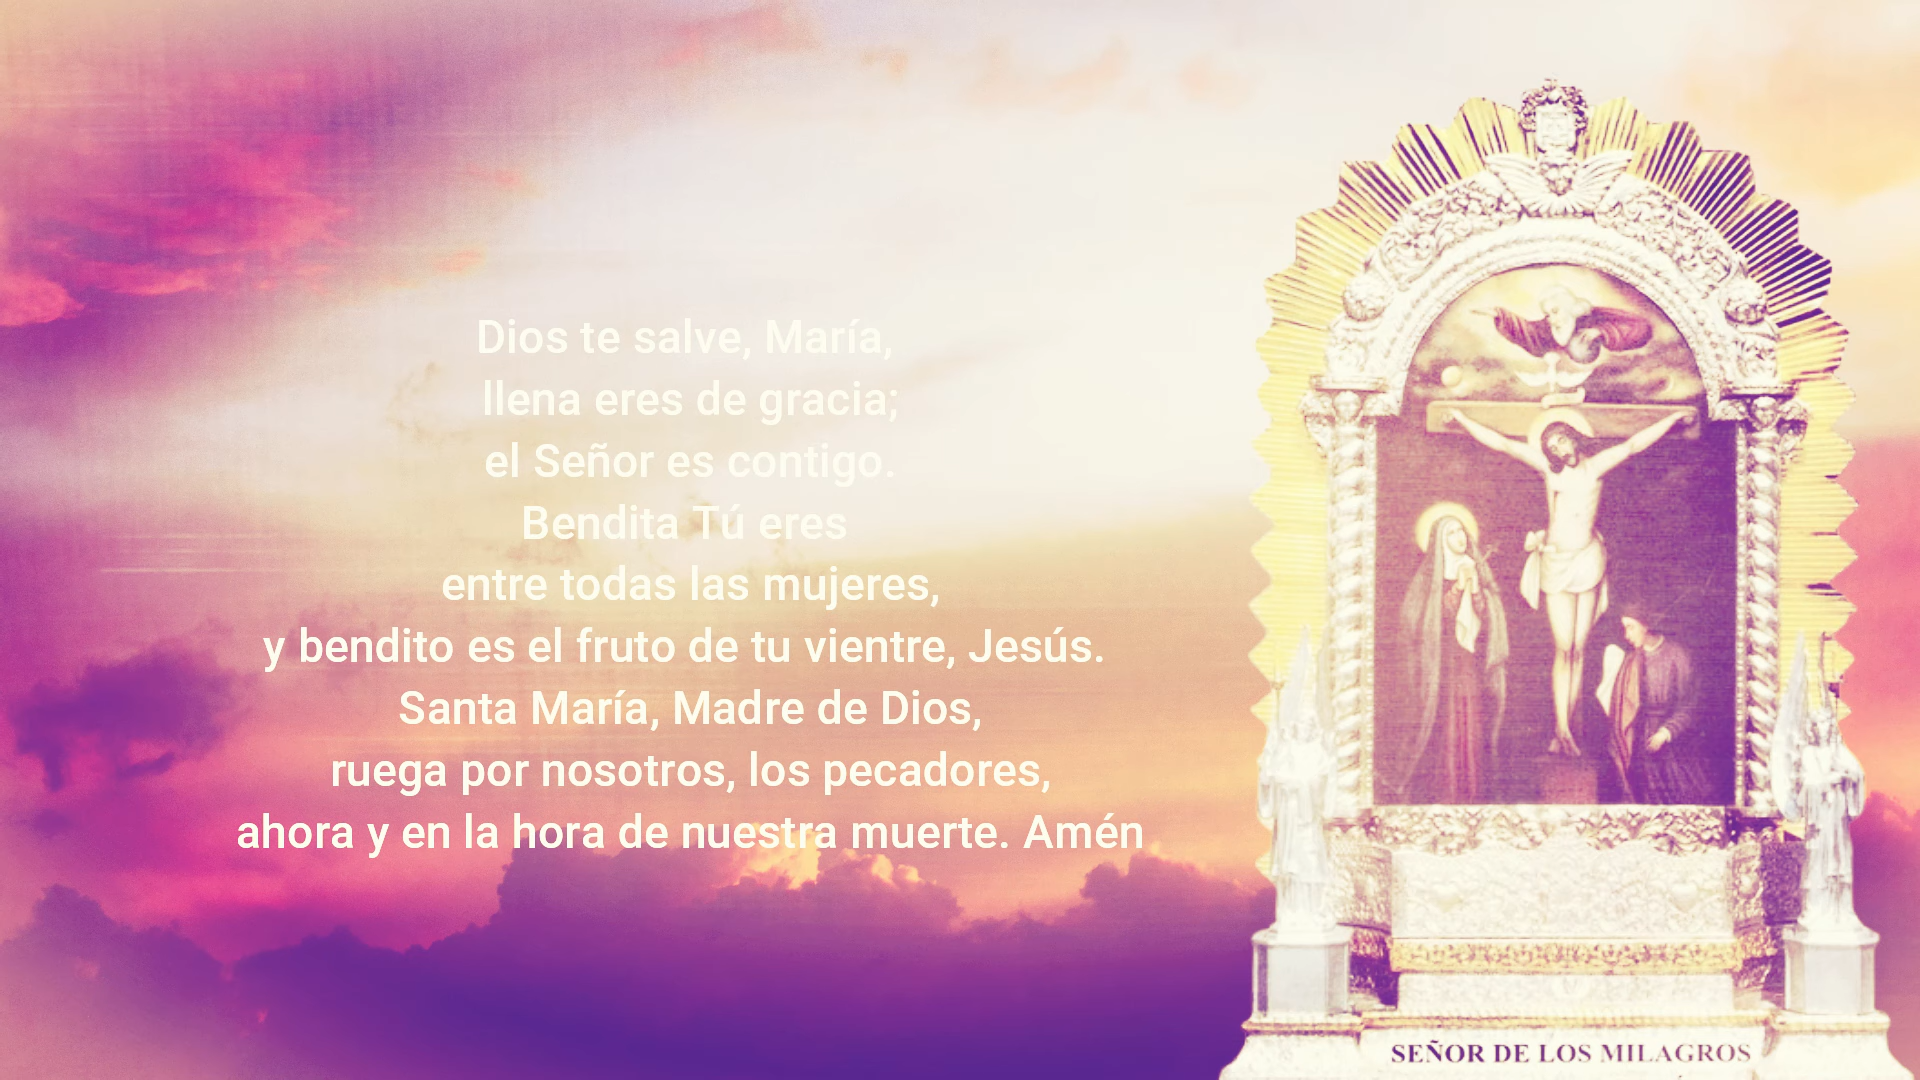 Dios te salve, María,
llena eres de gracia;
el Señor es contigo.
Bendita Tú eres
entre todas las mujeres,
y bendito es el fruto de tu vientre, Jesús.
Santa María, Madre de Dios,
ruega por nosotros, los pecadores,
ahora y en la hora de nuestra muerte. Amén
SEÑOR DE LOS MILAGROS